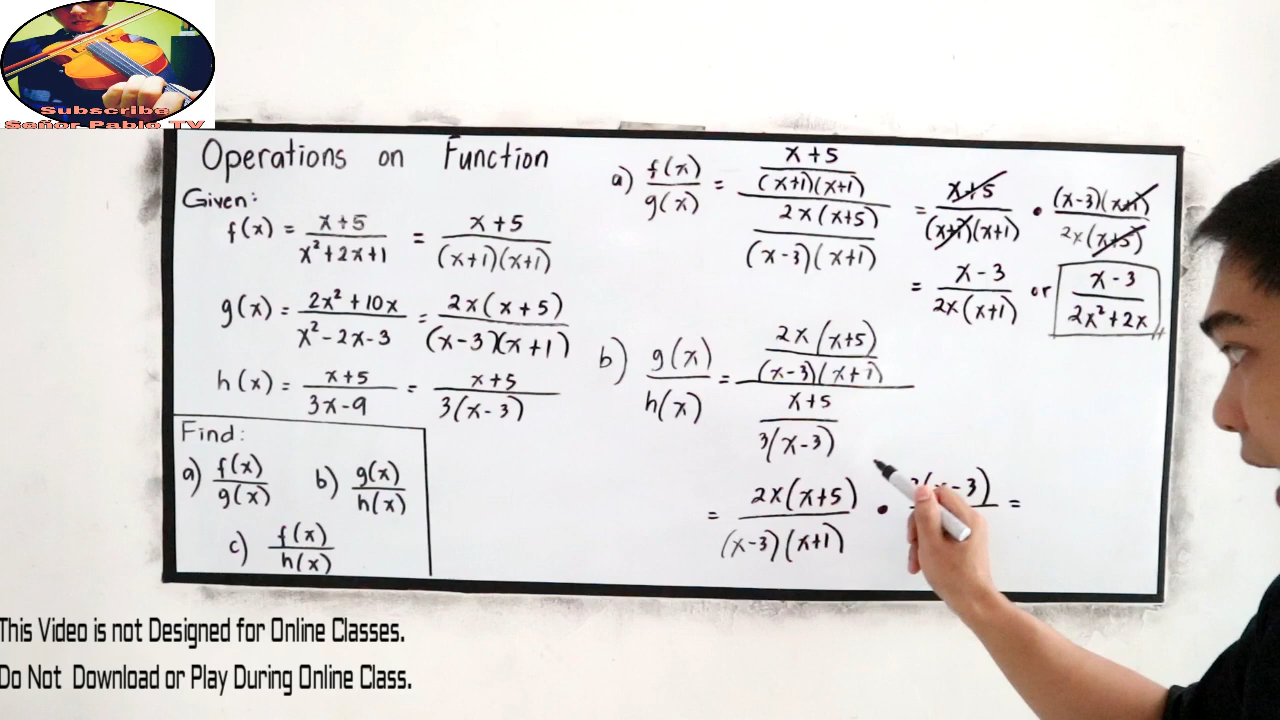 Subscribe
Señor Pablo TV
Operations on Function
Given:
f(x) = x+5 / x²+2x+1 = x+5 / (x+1)(x+1)
g(x) = 2x²+10x / x²-2x-3 = 2x(x+5) / (x-3)(x+1)
h(x) = x+5 / 3x-9 = x+5 / 3(x-3)
Find:
a) f(x) / g(x) b) g(x) / h(x)
c) f(x) / h(x)
a) f(x) / g(x) = x+5 / (x+1)(x+1) / 2x(x+5) / (x-3)(x+1) = x+5 / (x+1)(x+1) • (x-3)(x+1) / 2x(x+5)
= x-3 / 2x(x+1) or x-3 / 2x²+2x
b) g(x) / h(x) = 2x(x+5) / (x-3)(x+1) / x+5 / 3(x-3)
= 2x(x+5) / (x-3)(x+1) • (x-3) =
This Video is not Designed for Online Classes.
Do Not Download or Play During Online Class.